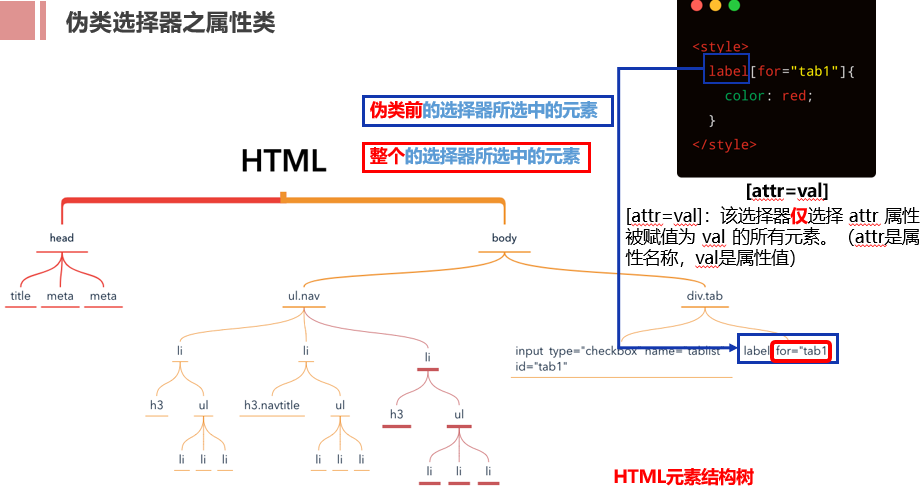 伪类选择器之属性类
<style>
label[for="tab1"]{
color: red;
}
</style>
伪类前的选择器所选中的元素
整个的选择器所选中的元素
[attr=val]
[attr=val]：该选择器仅选择 attr 属性
被赋值为 val 的所有元素。（attr是属
性名称，val是属性值）
HTML
head
body
title meta meta
ul.nav
div.tab
li
li
li
input type="checkbox" name="tablist"
id="tab1"
label for="tab1
h3 ul
h3.navtitle ul
h3 ul
li li li
li li li
li li li
HTML元素结构树